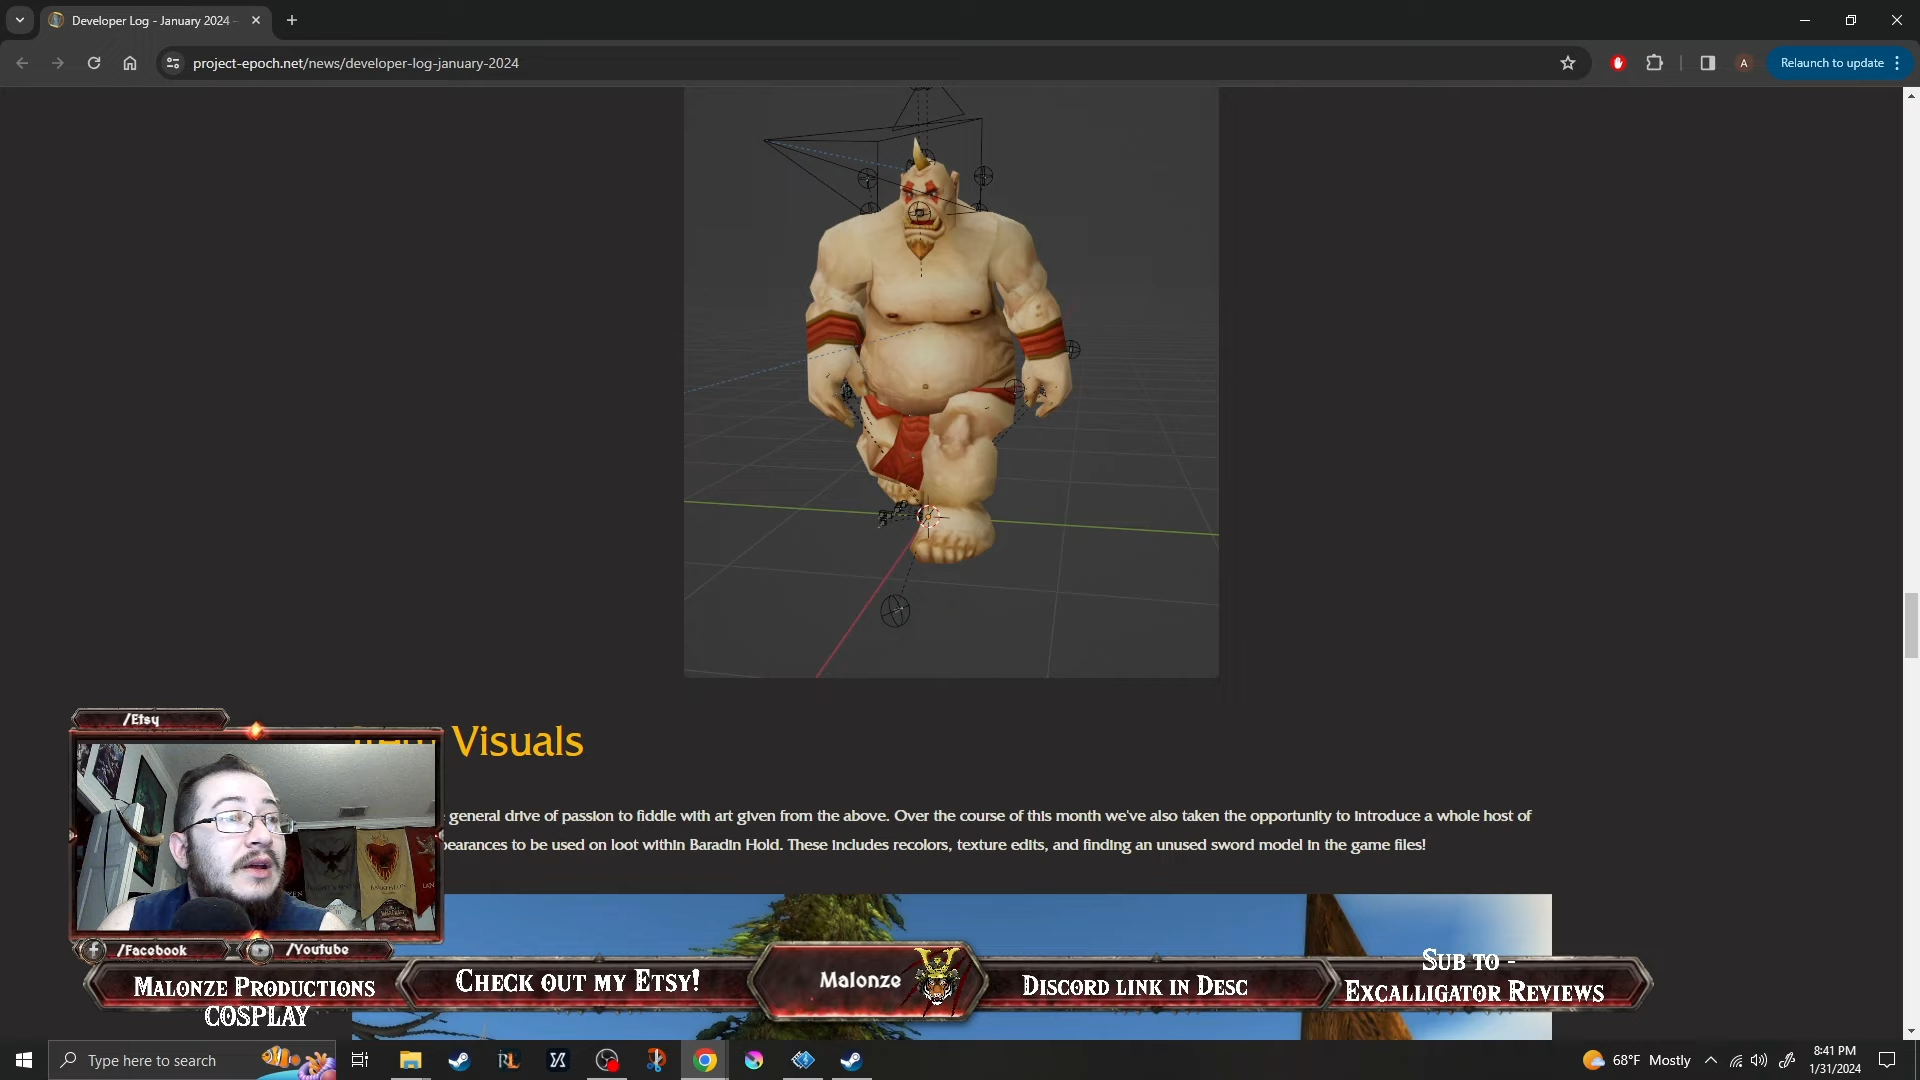 Developer Log - January 2024 -
project-epoch.net/news/developer-log-january-2024
A
Relaunch to update
Visuals
general drive of passion to fiddle with art given from the above. Over the course of this month we've also taken the opportunity to introduce a whole host of
pearances to be used on loot within Baradin Hold. These includes recolors, texture edits, and finding an unused sword model in the game files!
/Etsy
/Facebook
/Youtube
Malonze Productions
COSPLAY
Check out my Etsy!
Malonze
Discord link in Desc
Sub to -
Excalligator Reviews
Type here to search
RL
68°F Mostly
8:41 PM
1/31/2024